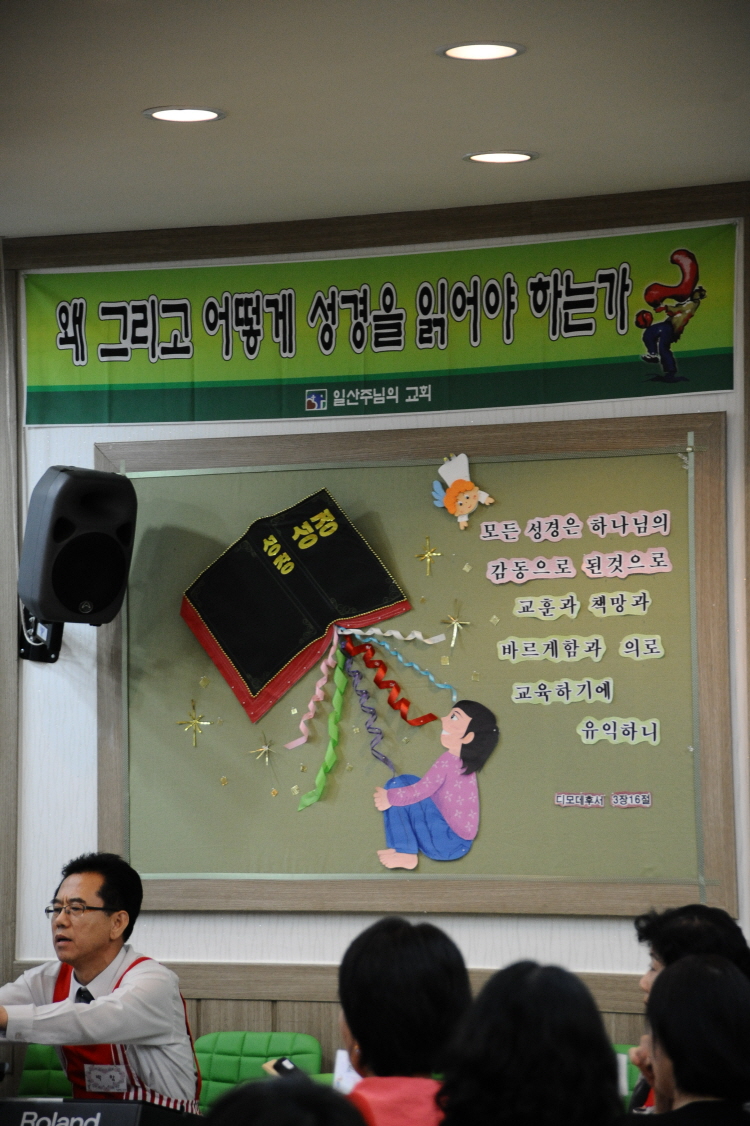 왜 그리고 어떻게 성경을 읽어야 하는가
일산주님의 교회
성경
성경
모든 성경은 하나님의
감동으로 된것으로
교훈과 책망과
바르게함과 의로
교육하기에
유익하니
디모데후서 3장16절
Roland